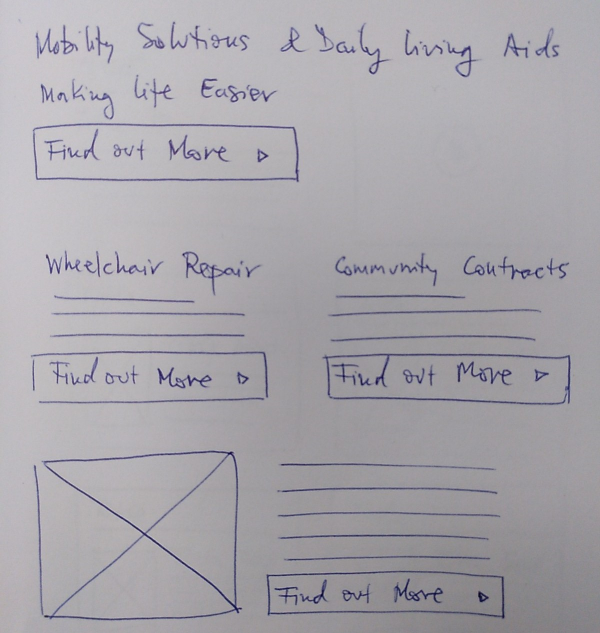 Mobility Solutions & Daily Living Aids
Making Life Easier
Find out More ▷
Wheelchair Repair
Community Contracts
Find out More ▷
Find out More ▷
Find out More ▷